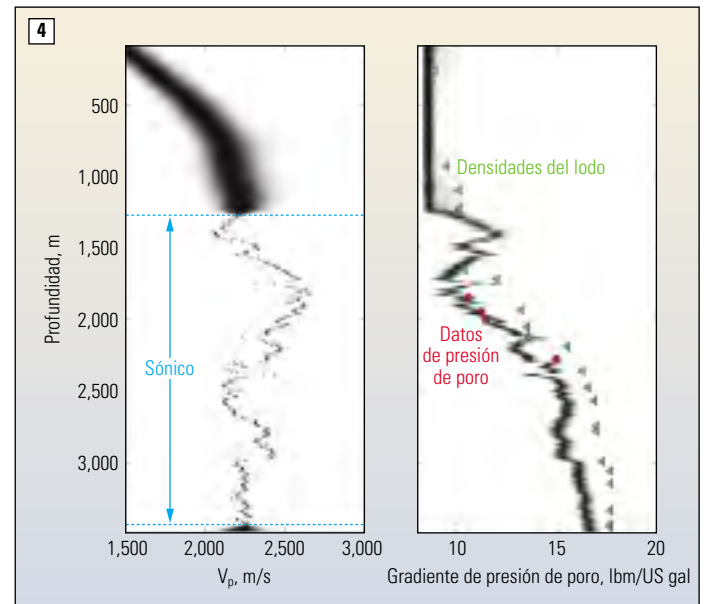 4
500
1,000
1,500
2,000
2,500
3,000
Profundidad, m
Sónico
1,500 2,000 2,500 3,000
Vp, m/s
Densidades del lodo
Datos
de presión
de poro
10 15 20
Gradiente de presión de poro, lbm/US gal